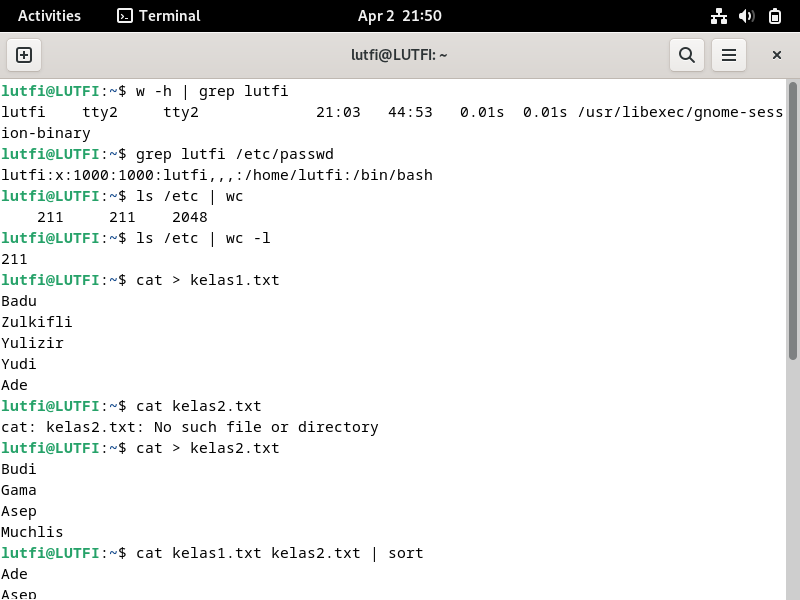 Activities Terminal Apr 2 21:50
lutfi@LUTFI: ~
lutfi@LUTFI:~$ w -h | grep lutfi
lutfi    tty2     tty2             21:03   44:53   0.01s  0.01s /usr/libexec/gnome-sess
ion-binary
lutfi@LUTFI:~$ grep lutfi /etc/passwd
lutfi:x:1000:1000:lutfi,,,:/home/lutfi:/bin/bash
lutfi@LUTFI:~$ ls /etc | wc
    211     211    2048
lutfi@LUTFI:~$ ls /etc | wc -l
211
lutfi@LUTFI:~$ cat > kelas1.txt
Badu
Zulkifli
Yulizir
Yudi
Ade
lutfi@LUTFI:~$ cat kelas2.txt
cat: kelas2.txt: No such file or directory
lutfi@LUTFI:~$ cat > kelas2.txt
Budi
Gama
Asep
Muchlis
lutfi@LUTFI:~$ cat kelas1.txt kelas2.txt | sort
Ade
Asep